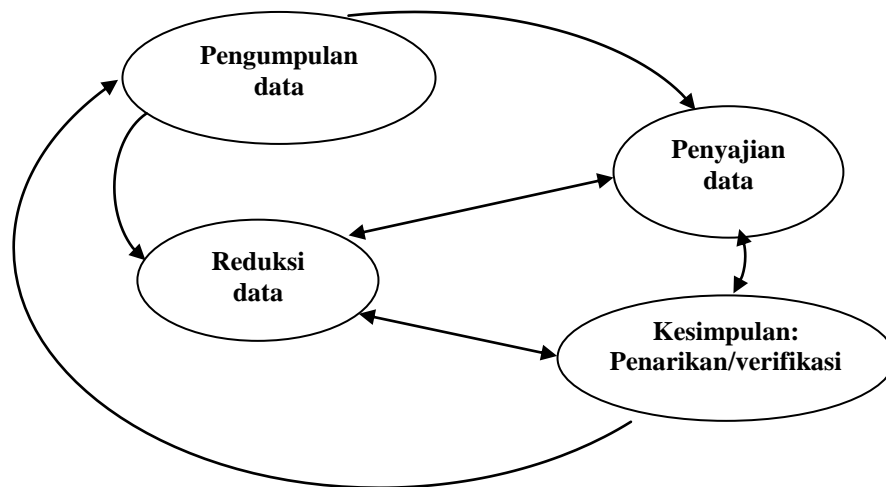 Pengumpulan
data
Penyajian
data
Reduksi
data
Kesimpulan:
Penarikan/verifikasi